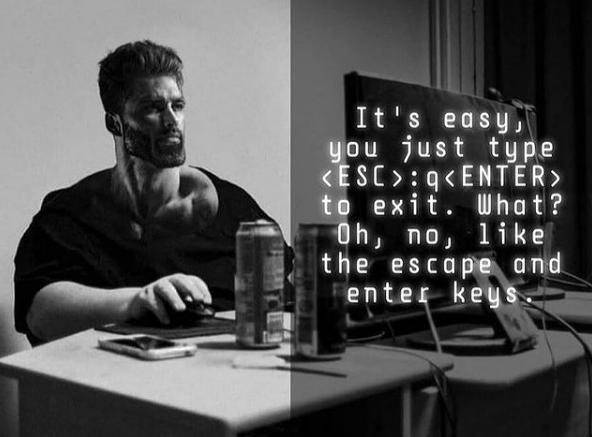 It's easy,
you just type
<ESC>:q<ENTER>
to exit. What?
Oh, no, like
the escape and
enter keys.